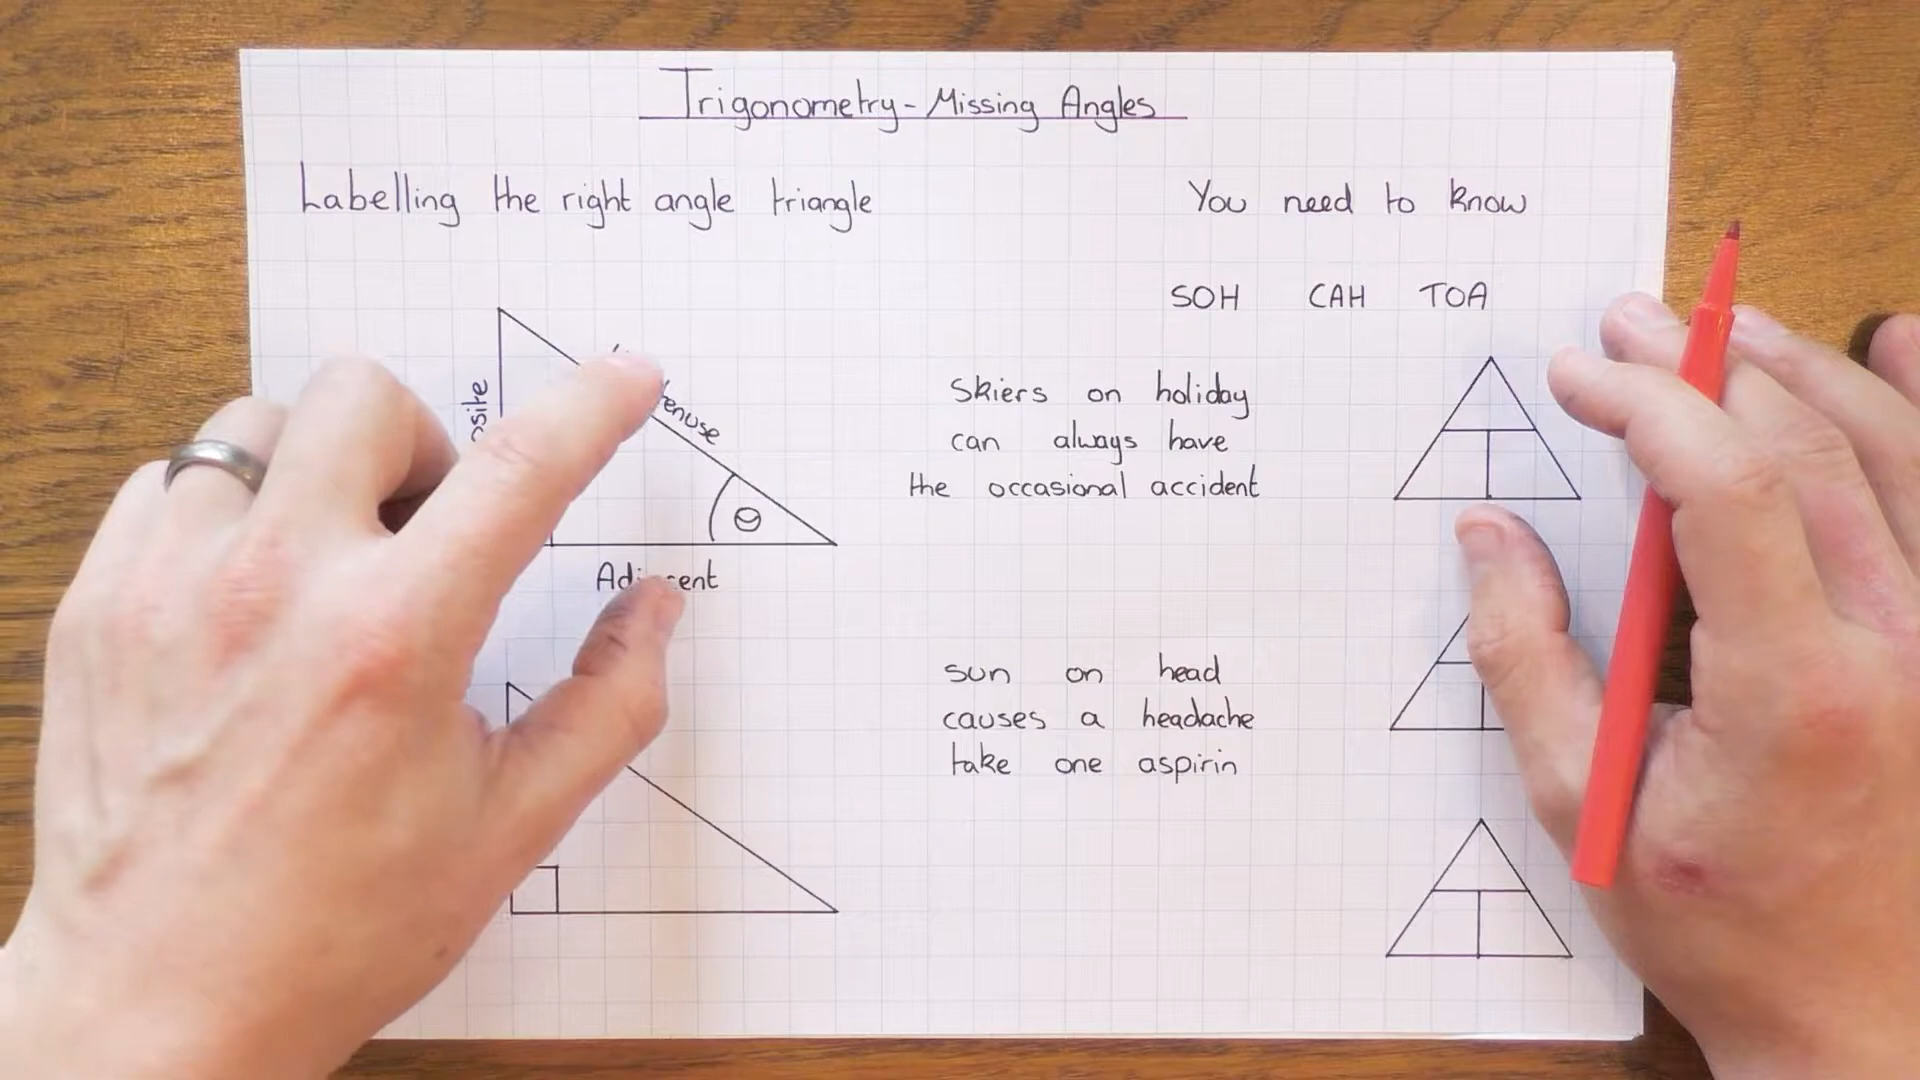 Trigonometry - Missing Angles
Labelling the right angle triangle
You need to know
SOH CAH TOA
Skiers on holiday
can always have
the occasional accident
θ
sun on head
causes a headache
take one aspirin